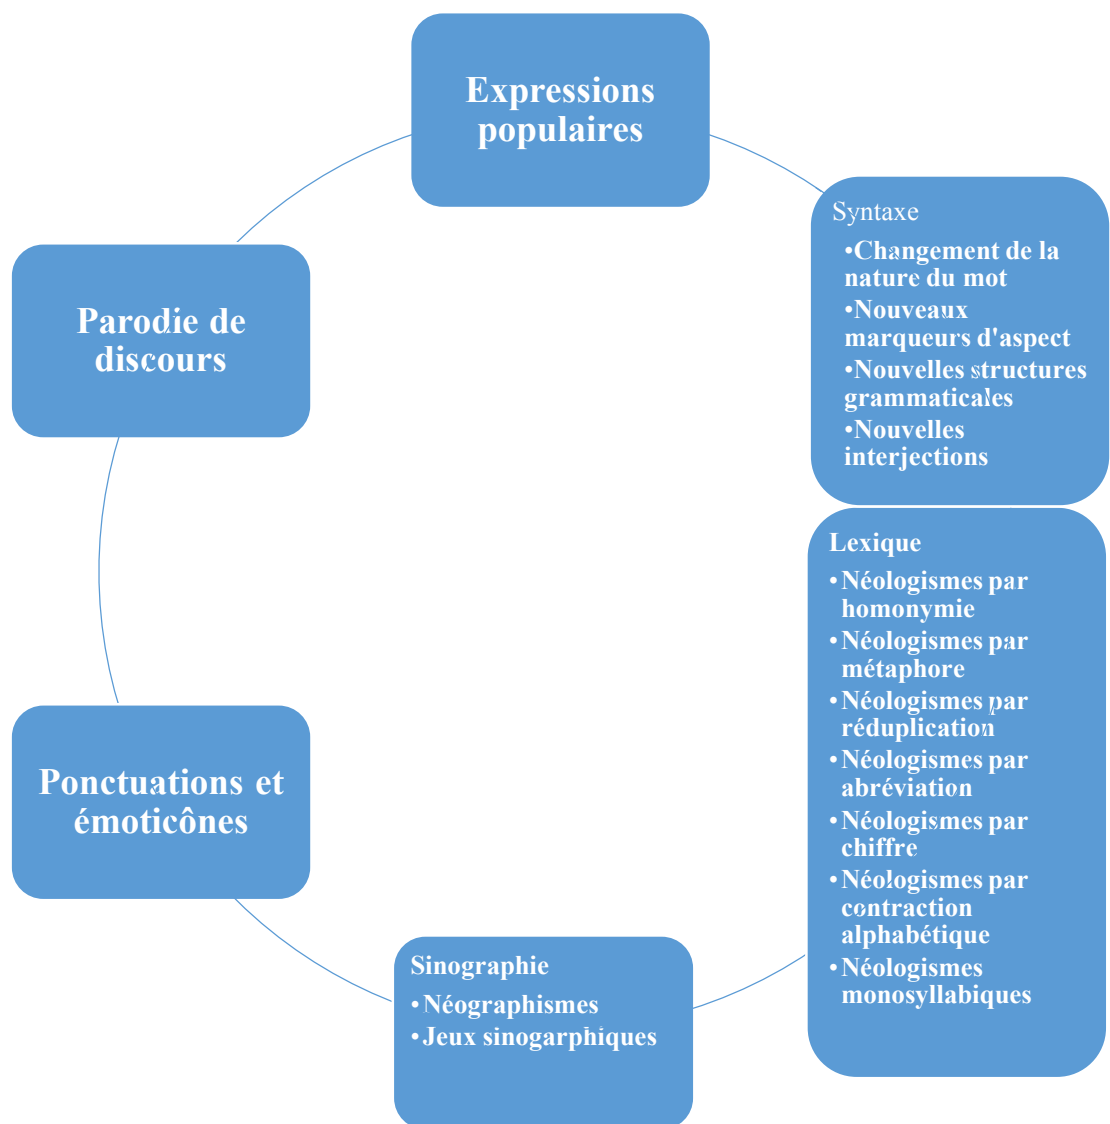 Expressions
populaires
Syntaxe
•Changement de la
nature du mot
•Nouveaux
marqueurs d'aspect
•Nouvelles structures
grammaticales
•Nouvelles
interjections
Lexique
•Néologismes par
homonymie
•Néologismes par
métaphore
•Néologismes par
réduplication
•Néologismes par
abréviation
•Néologismes par
chiffre
•Néologismes par
contraction
alphabétique
•Néologismes
monosyllabiques
Sinographie
•Néographismes
•Jeux sinogarphiques
Ponctuations et
émoticônes
Parodie de
discours